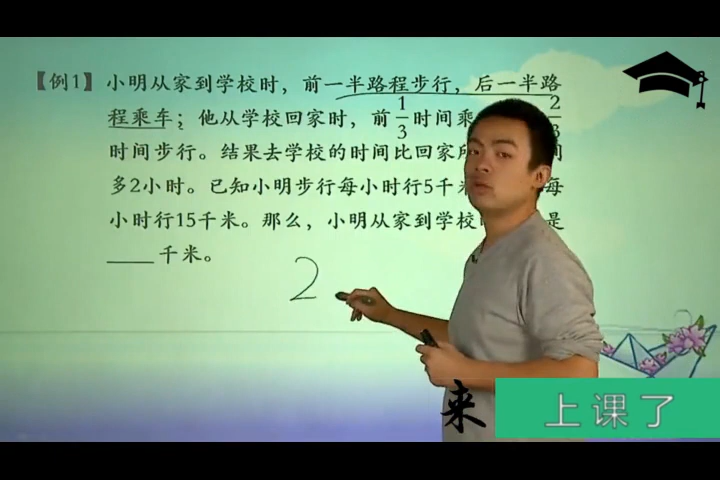 【例1】小明从家到学校时，前一半路程步行，后一半路
程乘车；他从学校回家时，前1/3时间乘 2/3
时间步行。结果去学校的时间比回家所
多2小时。已知小明步行每小时行5千米 每
小时行15千米。那么，小明从家到学校 是
____千米。
2
来
上课了